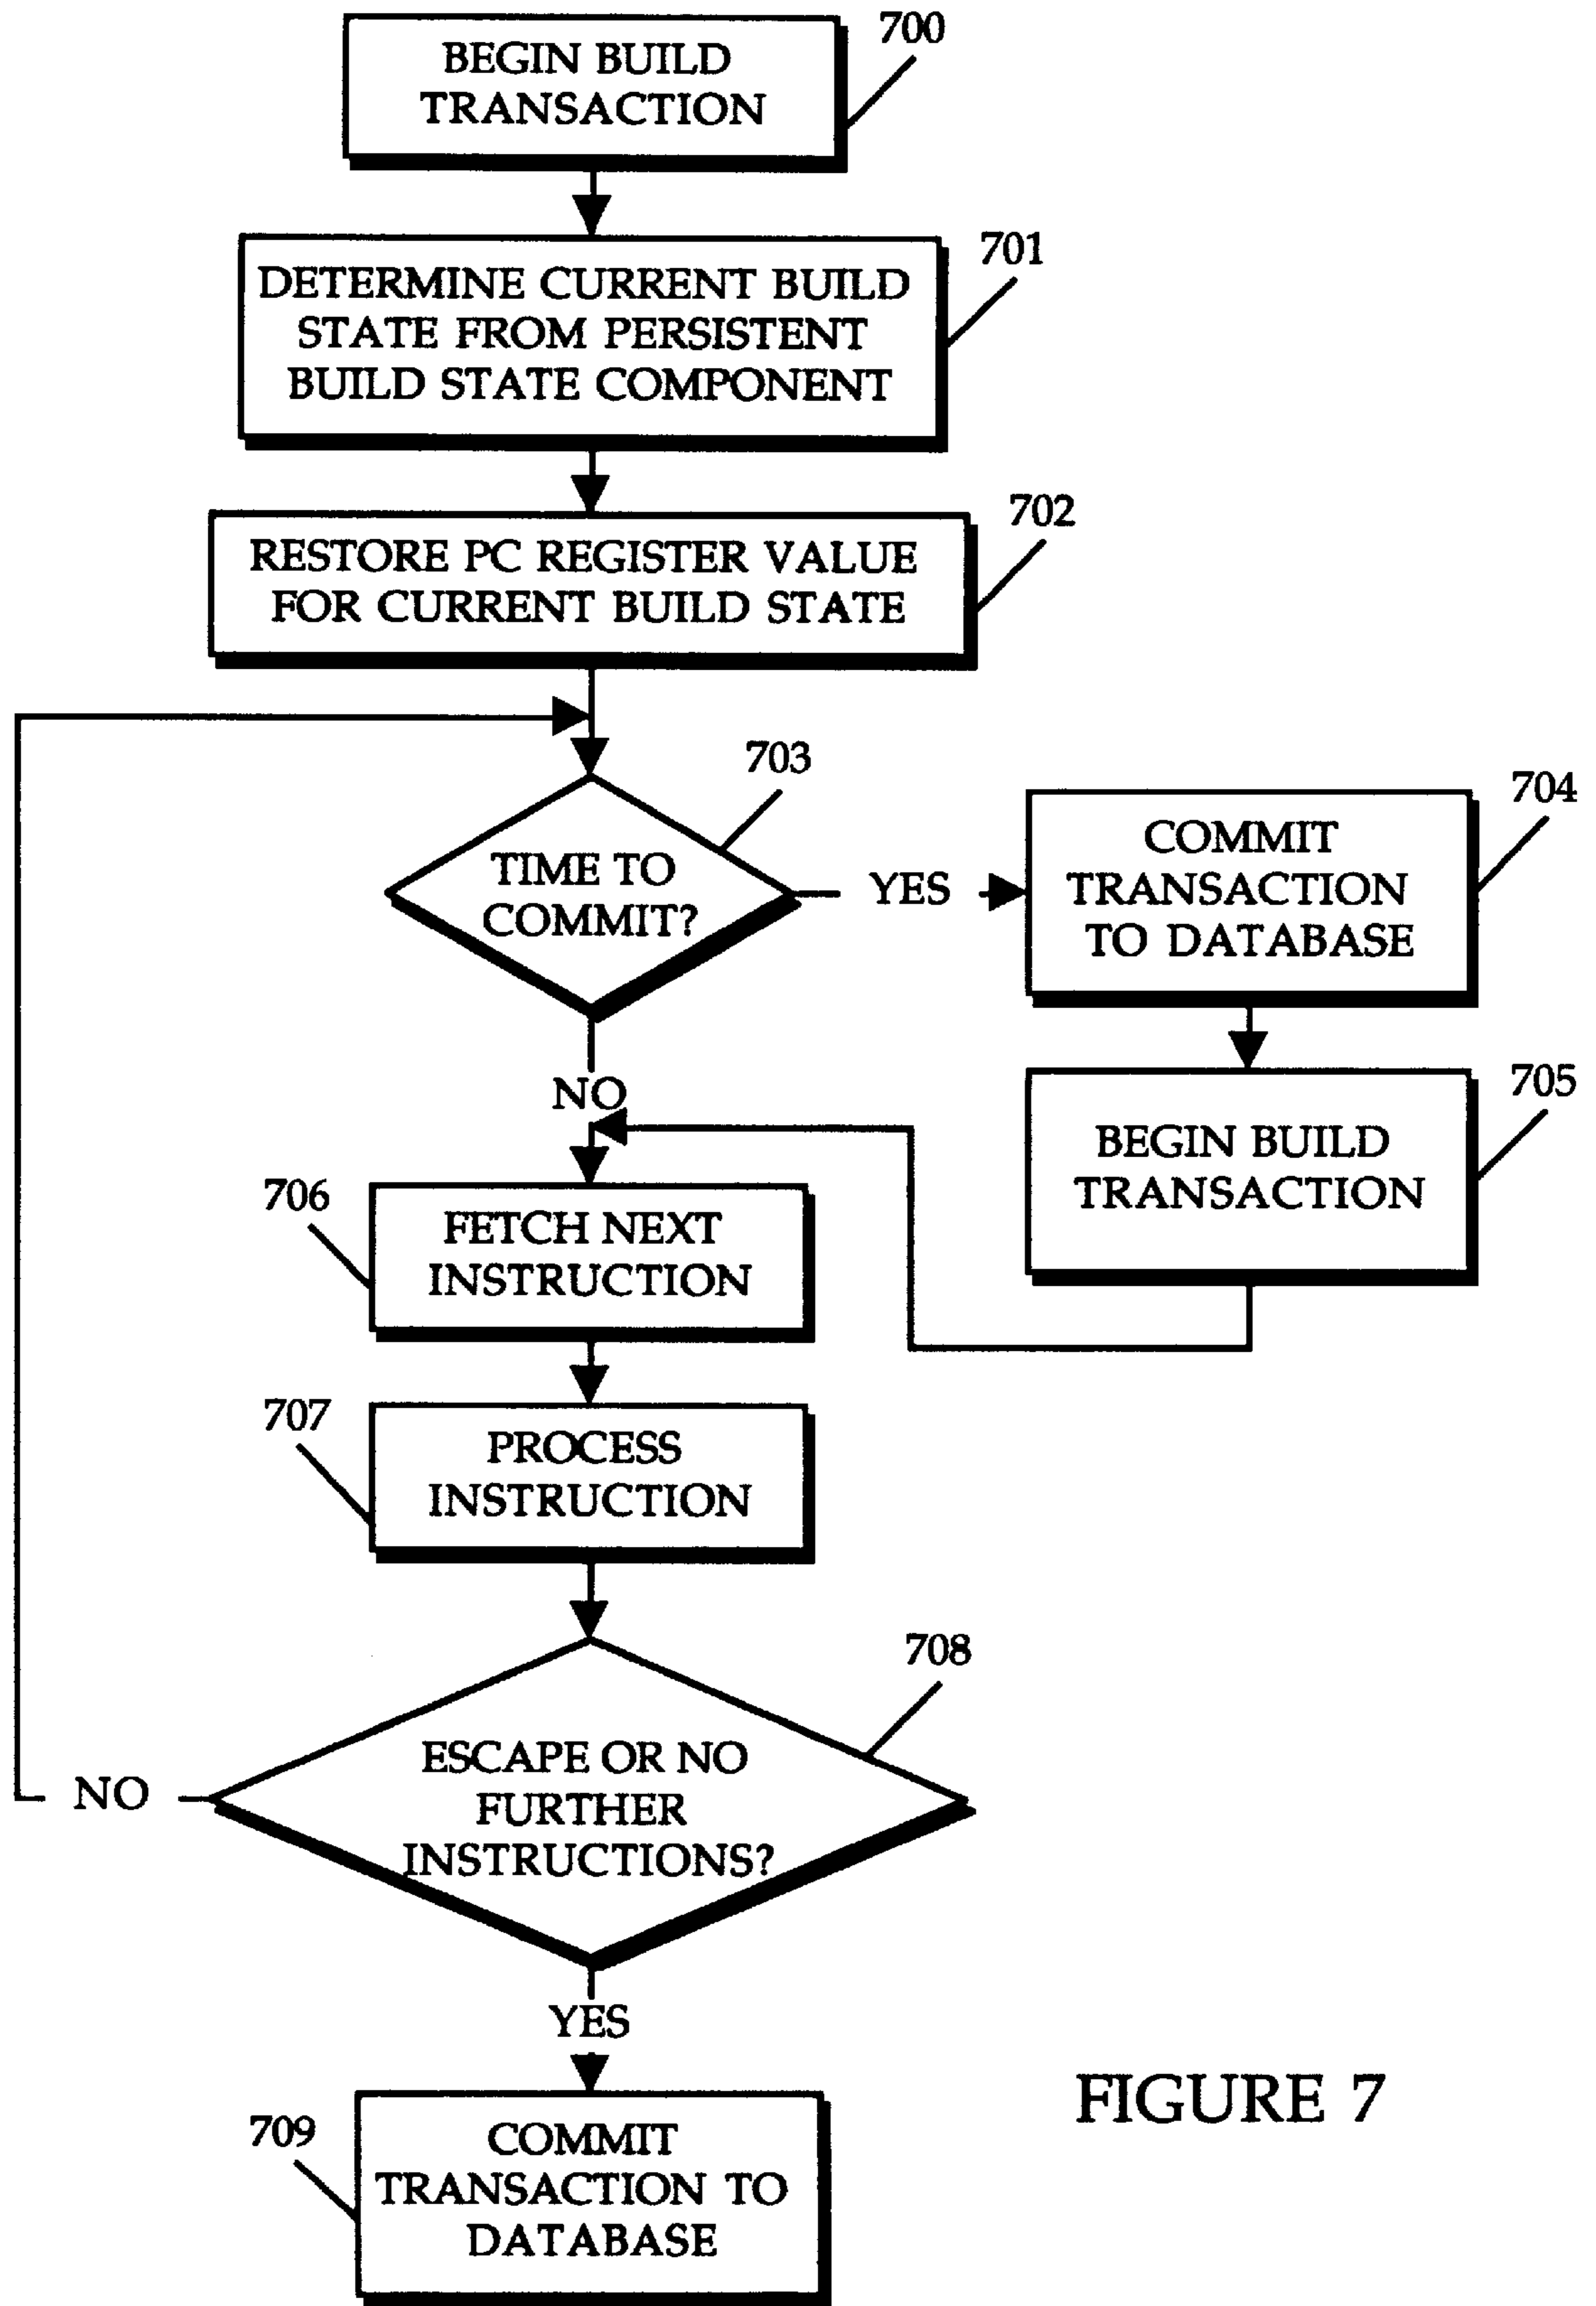 700
BEGIN BUILD
TRANSACTION
701
DETERMINE CURRENT BUILD
STATE FROM PERSISTENT
BUILD STATE COMPONENT
702
RESTORE PC REGISTER VALUE
FOR CURRENT BUILD STATE
703
TIME TO
COMMIT?
YES
704
COMMIT
TRANSACTION
TO DATABASE
NO
705
BEGIN BUILD
TRANSACTION
706
FETCH NEXT
INSTRUCTION
707
PROCESS
INSTRUCTION
708
ESCAPE OR NO
FURTHER
INSTRUCTIONS?
NO
YES
709
COMMIT
TRANSACTION TO
DATABASE
FIGURE 7